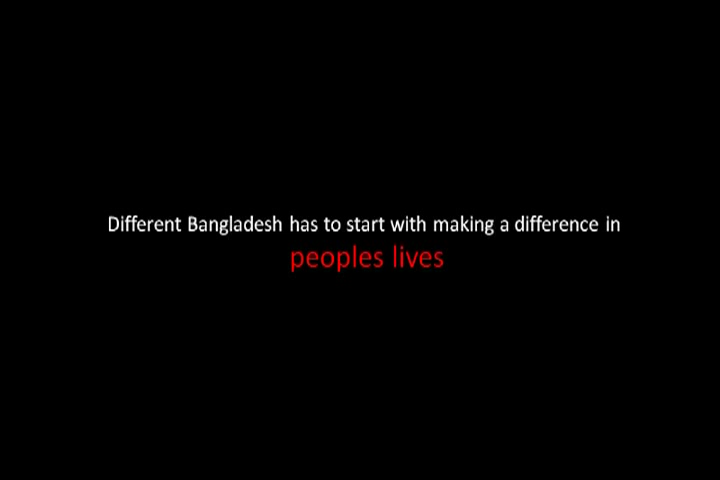 Different Bangladesh has to start with making a difference in
peoples lives